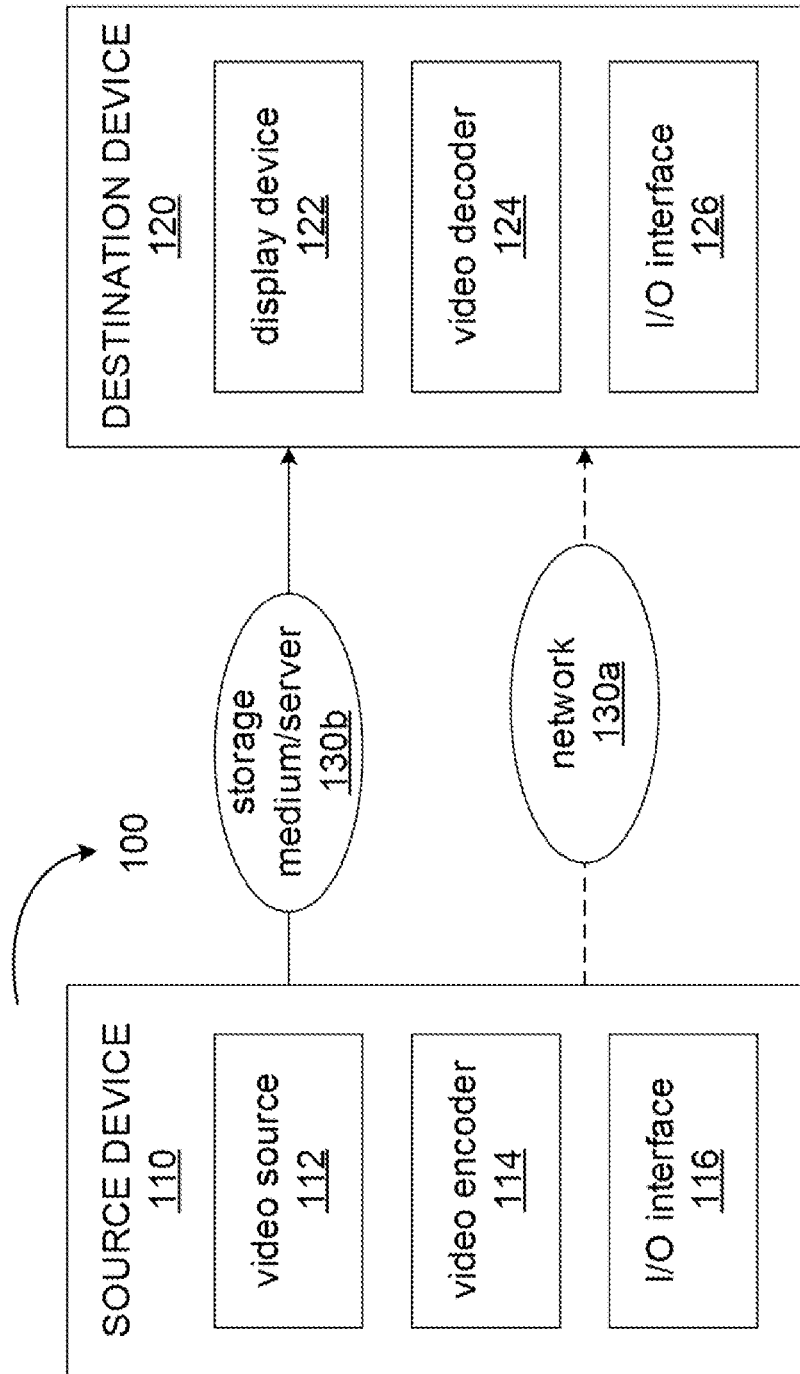 100
SOURCE DEVICE
110
video source
112
video encoder
114
I/O interface
116
storage
medium/server
130b
network
130a
DESTINATION DEVICE
120
display device
122
video decoder
124
I/O interface
126